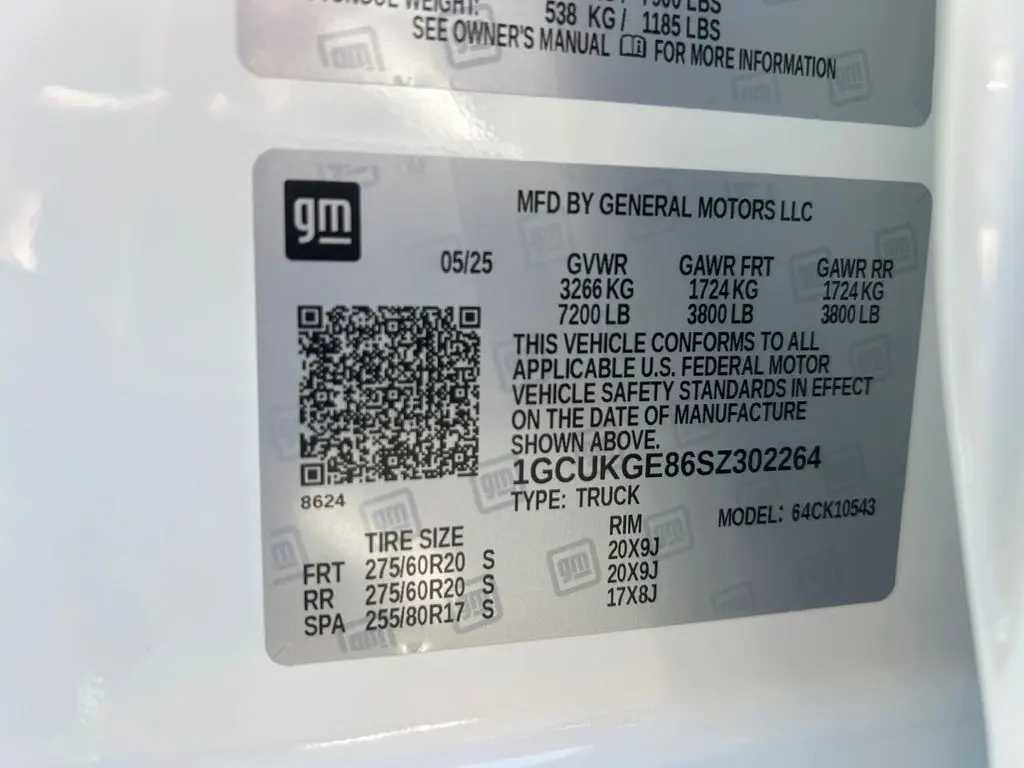 538 KG / 1185 LBS
SEE OWNER'S MANUAL FOR MORE INFORMATION
gm
MFD BY GENERAL MOTORS LLC
05/25 GVWR GAWR FRT GAWR RR
3266 KG 1724 KG 1724 KG
7200 LB 3800 LB 3800 LB
THIS VEHICLE CONFORMS TO ALL
APPLICABLE U.S. FEDERAL MOTOR
VEHICLE SAFETY STANDARDS IN EFFECT
ON THE DATE OF MANUFACTURE
SHOWN ABOVE.
1GCUKGE86SZ302264
8624
TYPE: TRUCK MODEL: 64CK10543
TIRE SIZE RIM
FRT 275/60R20 S 20X9J
RR 275/60R20 S 20X9J
SPA 255/80R17 S 17X8J